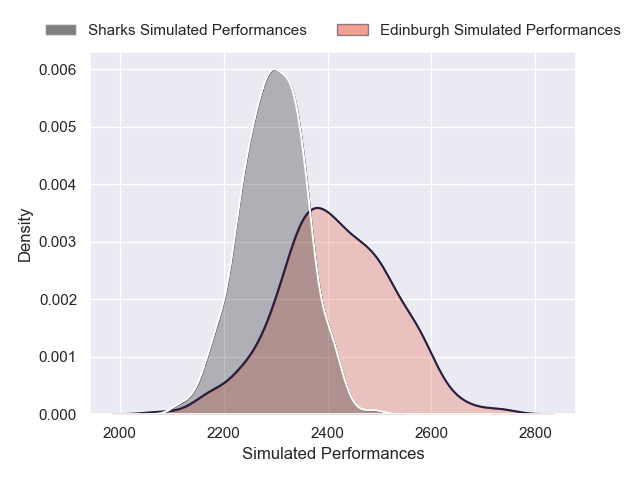 Sharks Simulated Performances Edinburgh Simulated Performances
0.006
0.005
0.004
0.003
0.002
0.001
0.000
Density
2000 2200 2400 2600 2800
Simulated Performances